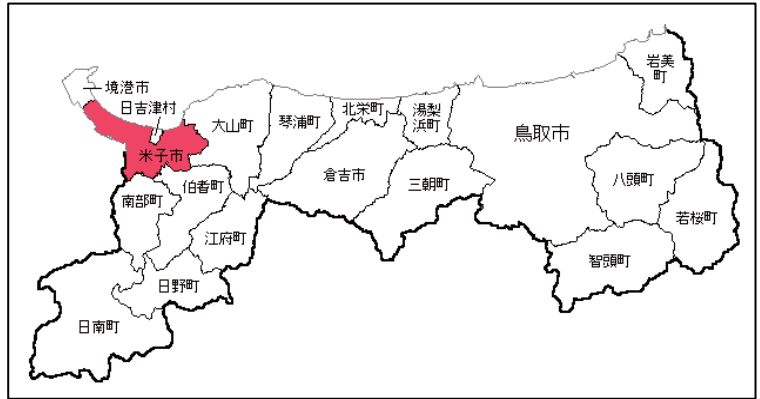 境港市
日吉津村
米子市
大山町
琴浦町
北栄町
湯梨
浜町
鳥取市
岩美
町
南部町
伯耆町
倉吉市
三朝町
八頭町
若桜町
江府町
智頭町
日野町
日南町